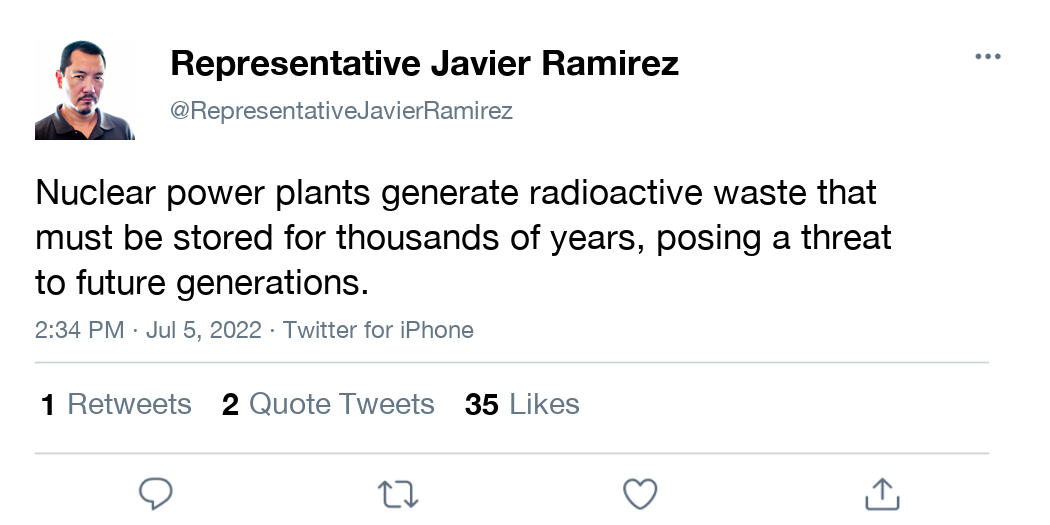 Representative Javier Ramirez
@RepresentativeJavierRamirez
Nuclear power plants generate radioactive waste that
must be stored for thousands of years, posing a threat
to future generations.
2:34 PM · Jul 5, 2022 · Twitter for iPhone
1 Retweets 2 Quote Tweets 35 Likes